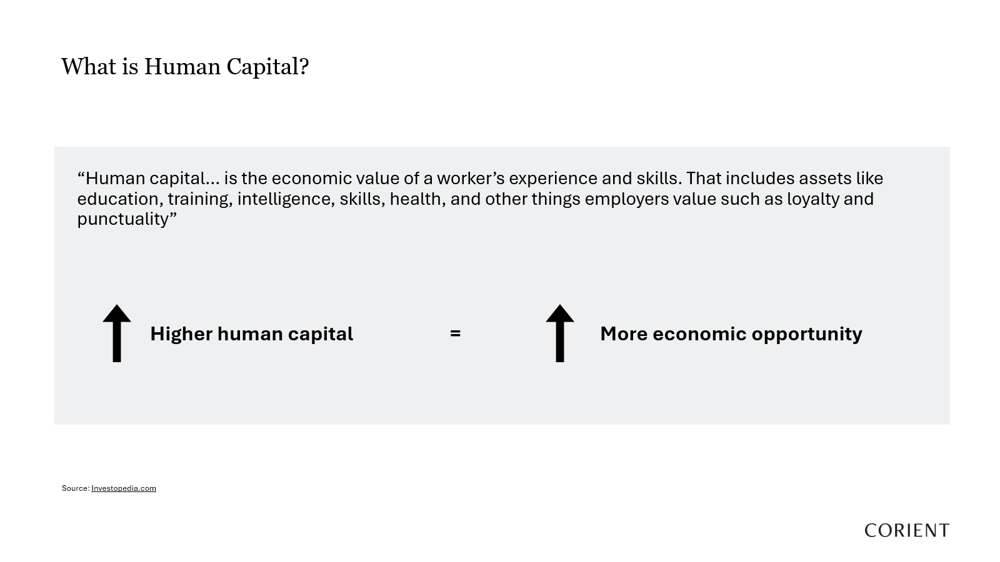 What is Human Capital?
“Human capital... is the economic value of a worker’s experience and skills. That includes assets like
education, training, intelligence, skills, health, and other things employers value such as loyalty and
punctuality”
Higher human capital = More economic opportunity
Source: Investopedia.com
CORIENT